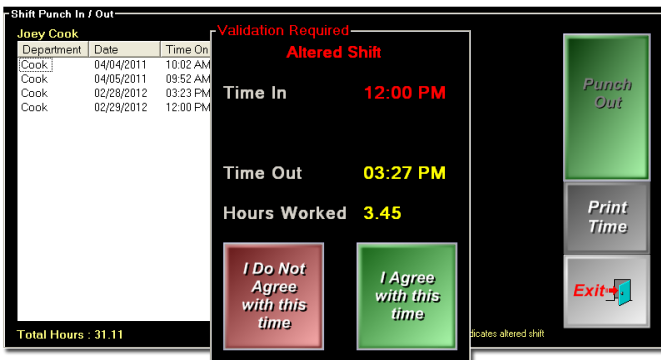 Shift Punch In / Out
Joey Cook
Department Date Time On
Cook 04/04/2011 10:02 AM
Cook 04/05/2011 09:52 AM
Cook 02/28/2012 03:23 PM
Cook 02/29/2012 12:00 PM
Total Hours : 31.11
Validation Required
Altered Shift
Time In 12:00 PM
Time Out 03:27 PM
Hours Worked 3.45
I Do Not
Agree
with this
time
I Agree
with this
time
Punch
Out
Print
Time
Exit
altered shift